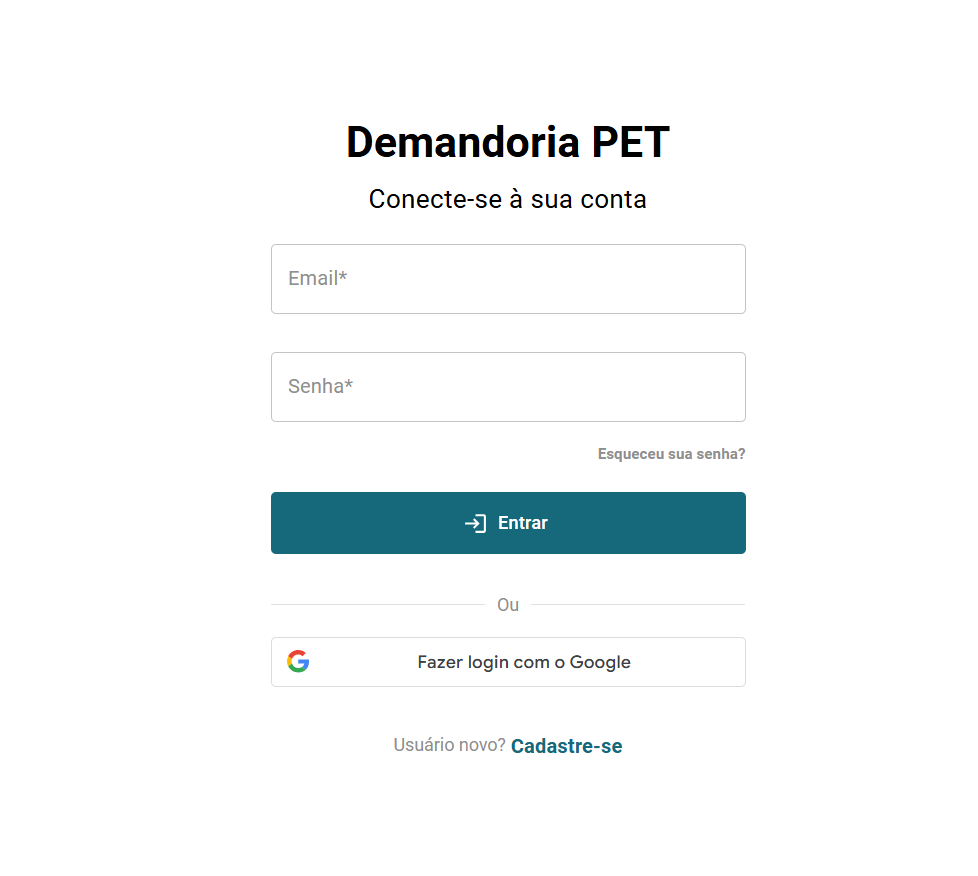 Demandoria PET
Conecte-se à sua conta
Email*
Senha*
Esqueceu sua senha?
Entrar
Ou
Fazer login com o Google
Usuário novo? Cadastre-se